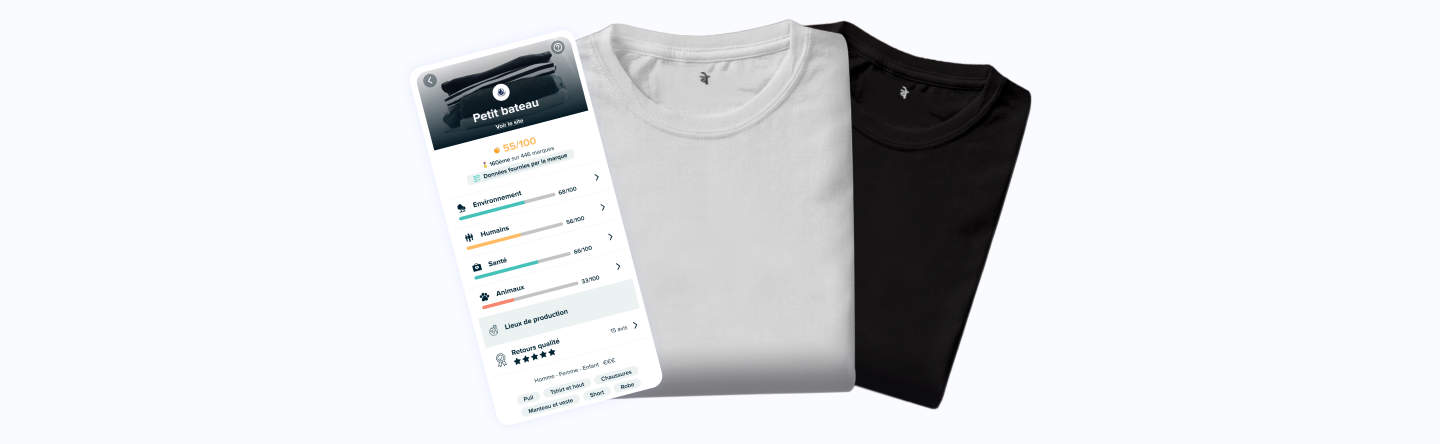 Petit bateau
Voir le site
55/100
160ème sur 446 marques
Données fournies par la marque
Environnement 68/100
Humains 56/100
Santé 66/100
Animaux 33/100
Lieux de production
Retours qualité 15 avis
Homme - Femme - Enfant €€€
Pull Tshirt et haut Chaussures
Manteau et veste Short Robe